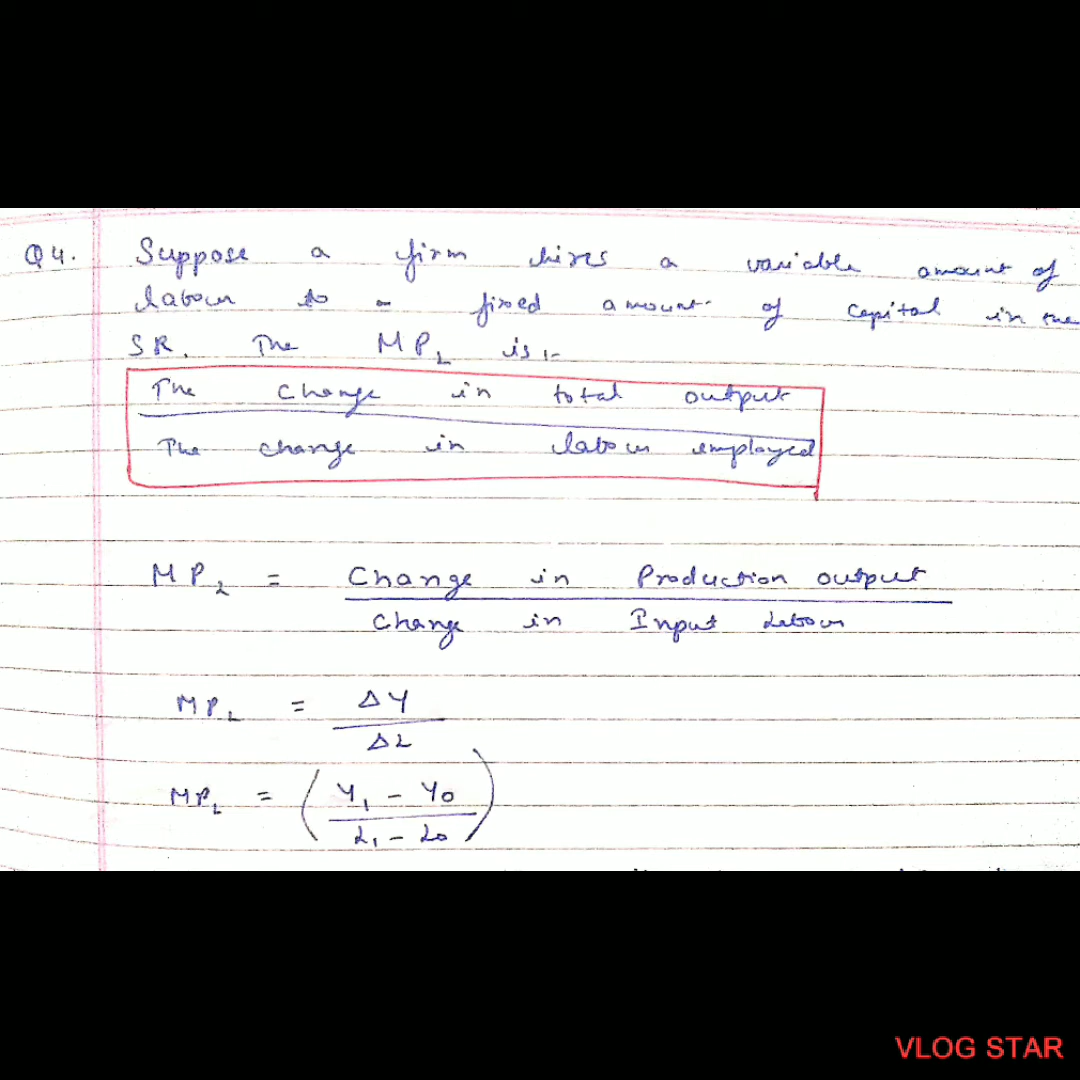 Q4. Suppose a firm hires a variable amount of
labour to a fixed amount of capital in the
SR. The MPL is :-
The change in total output
The change in labour employed
MPL = Change in Production output
Change in Input Labour
MPL = ΔY
ΔL
MPL = ( Y1 - Y0
L1 - L0 )
VLOG STAR